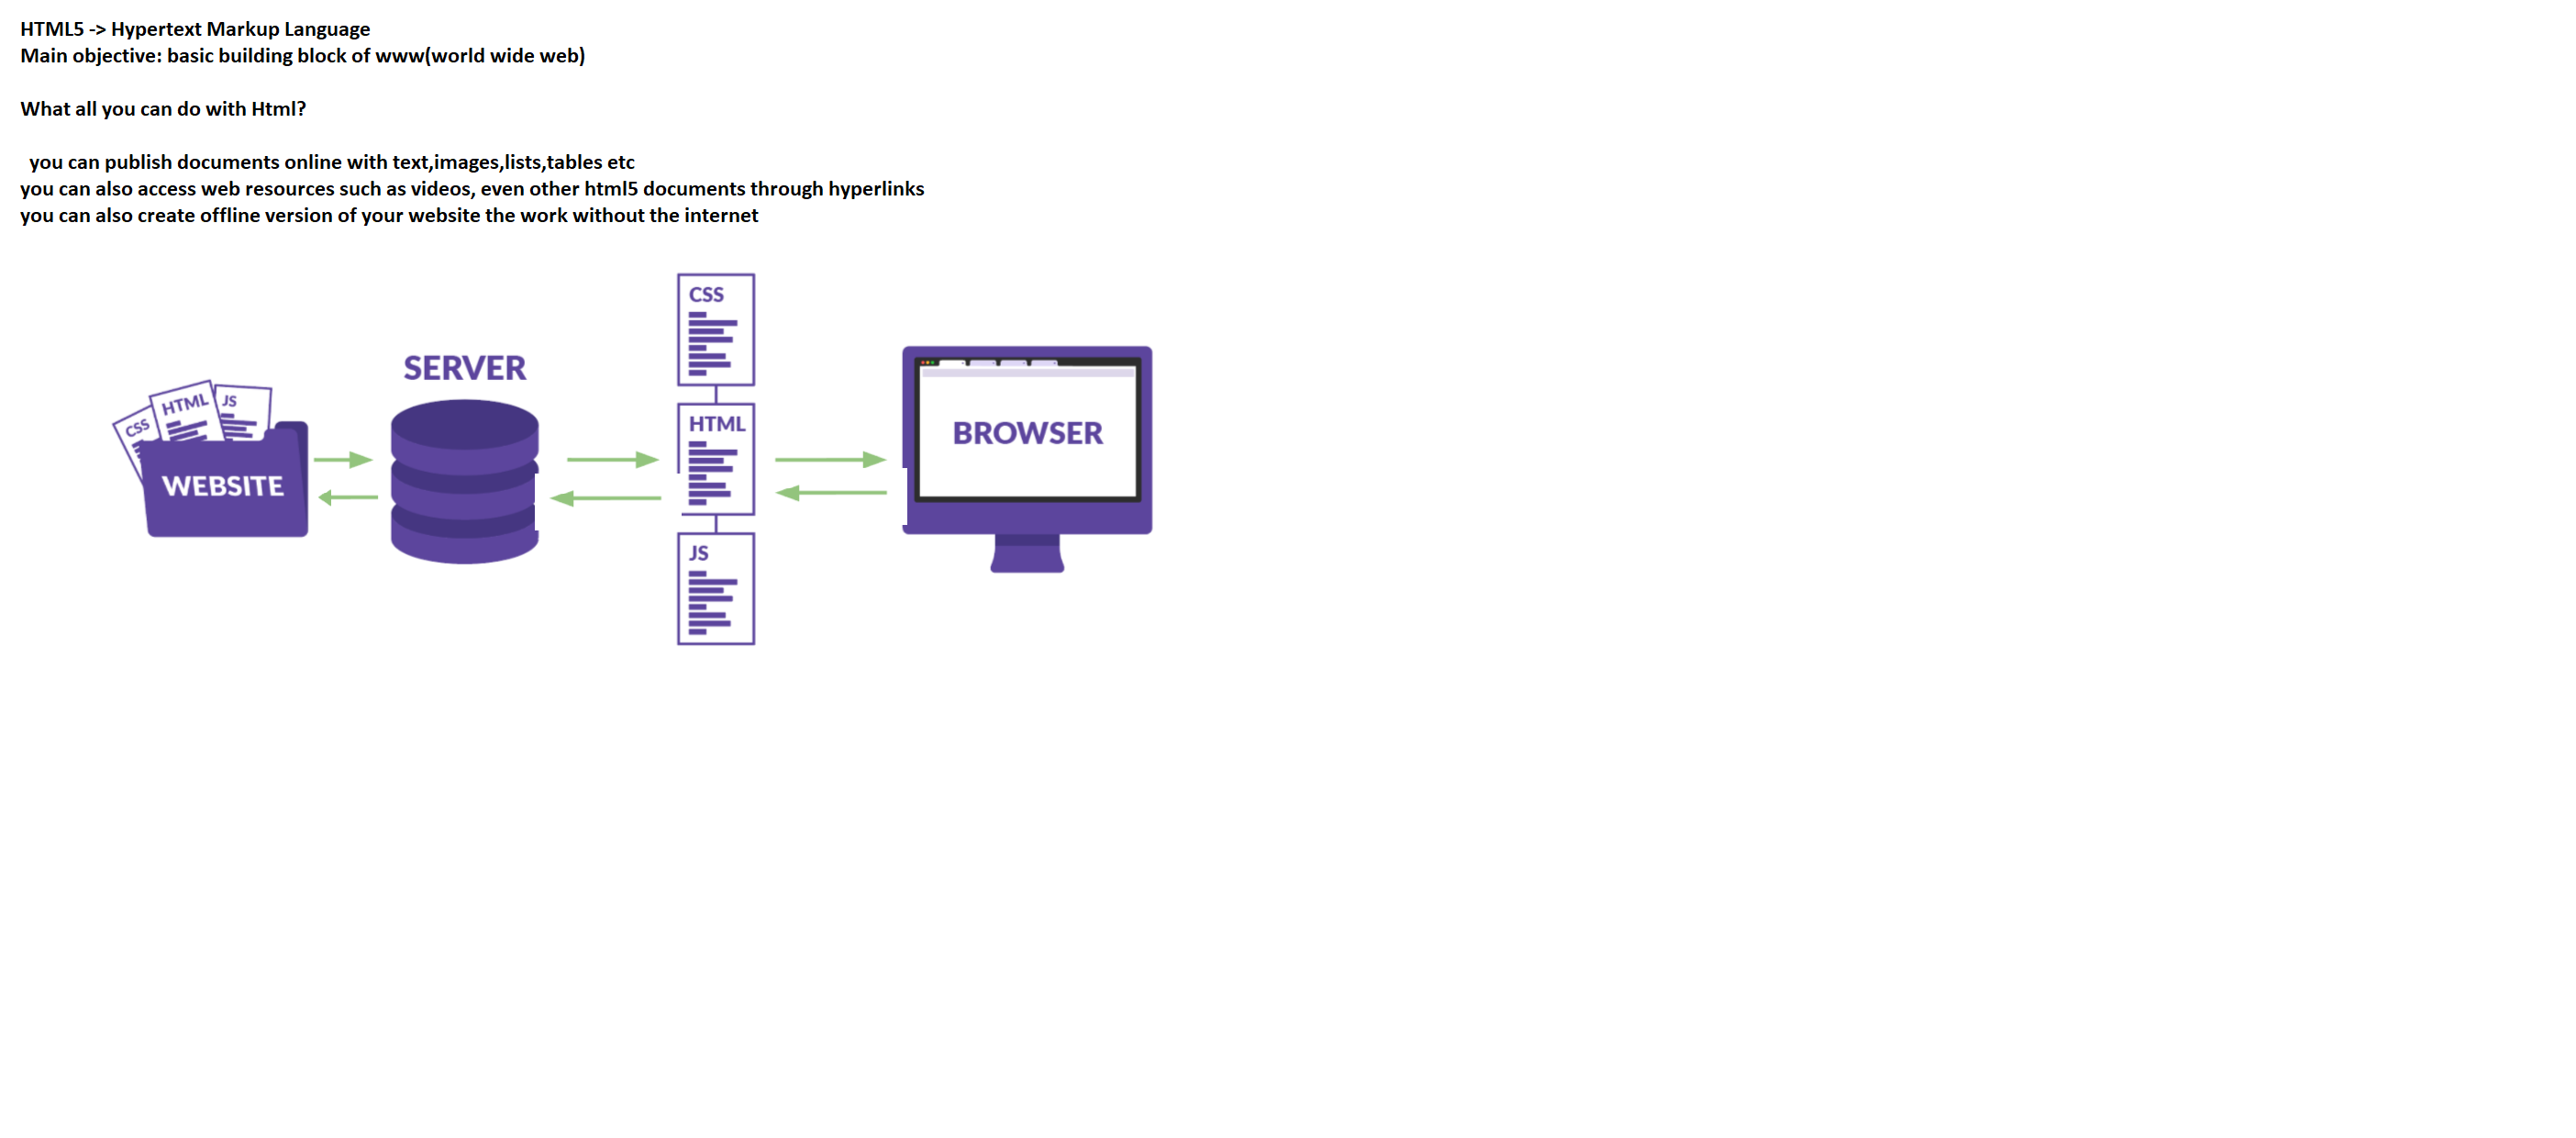 HTML5 -> Hypertext Markup Language
Main objective: basic building block of www(world wide web)
What all you can do with Html?
you can publish documents online with text,images,lists,tables etc
you can also access web resources such as videos, even other html5 documents through hyperlinks
you can also create offline version of your website the work without the internet
CSS
HTML
JS
WEBSITE
SERVER
CSS
HTML
JS
BROWSER